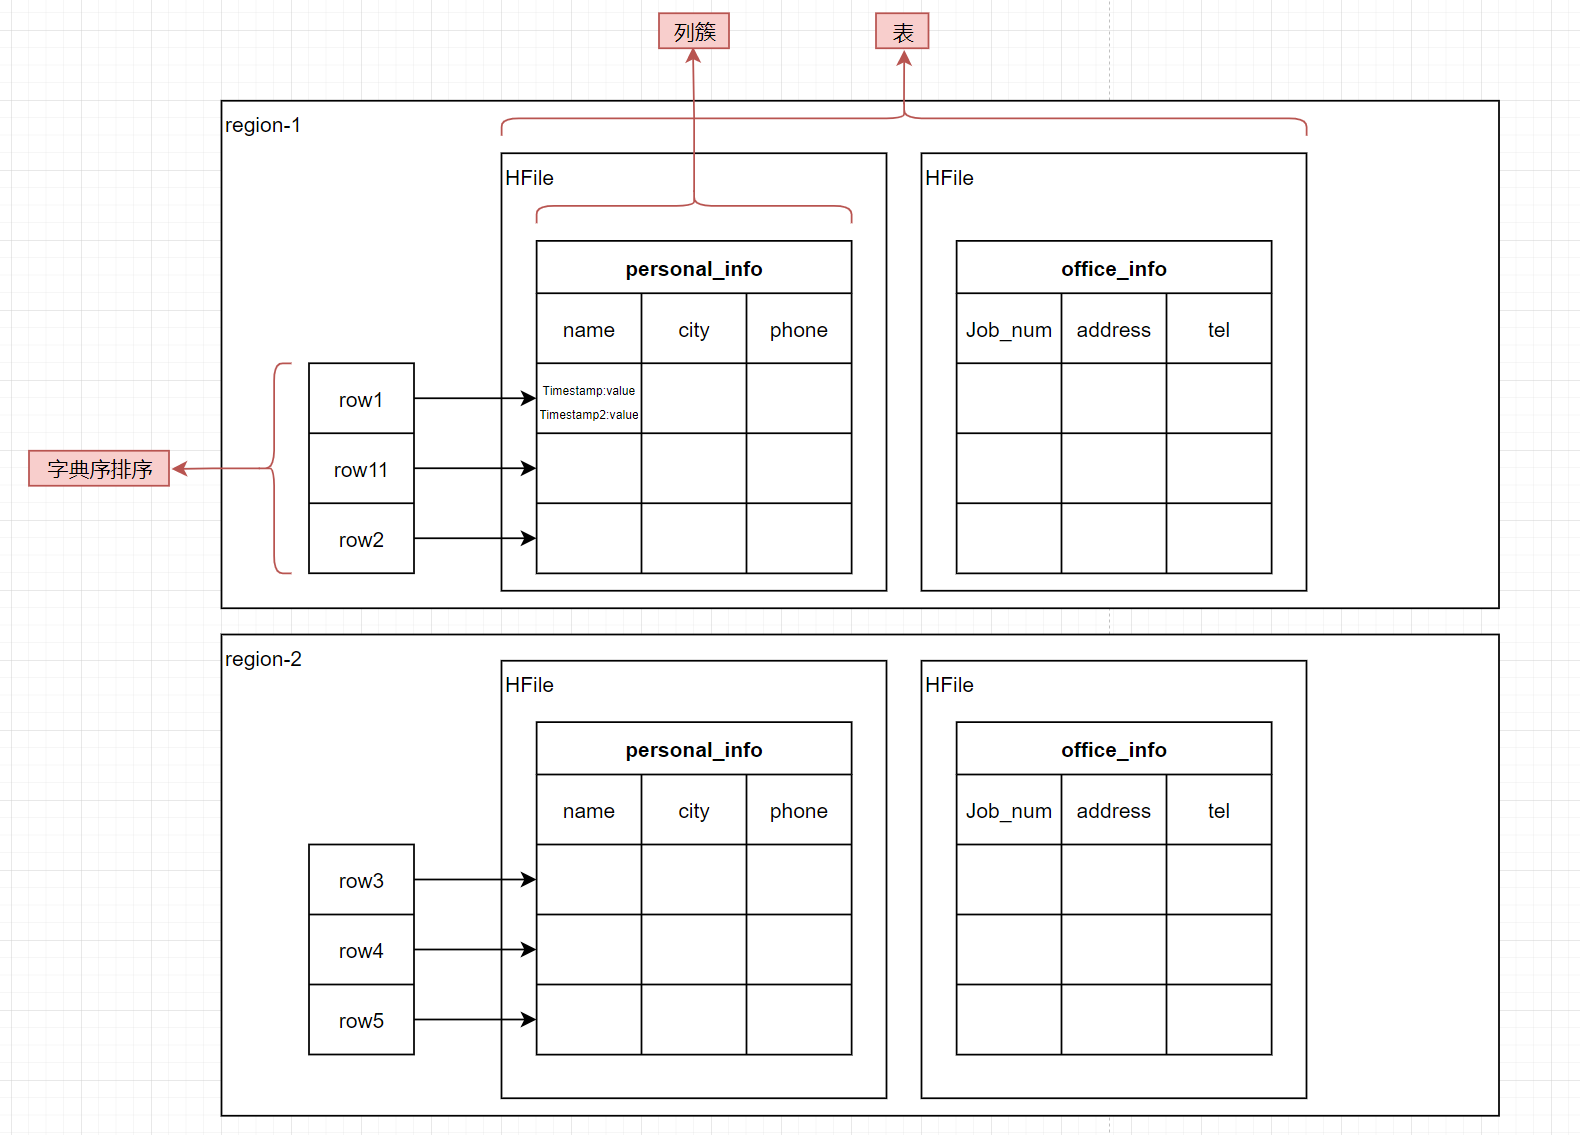 列簇
表
region-1
HFile
HFile
personal_info
office_info
name
city
phone
Job_num
address
tel
row1
Timestamp:value
Timestamp2:value
row11
字典序排序
row2
region-2
HFile
HFile
personal_info
office_info
name
city
phone
Job_num
address
tel
row3
row4
row5